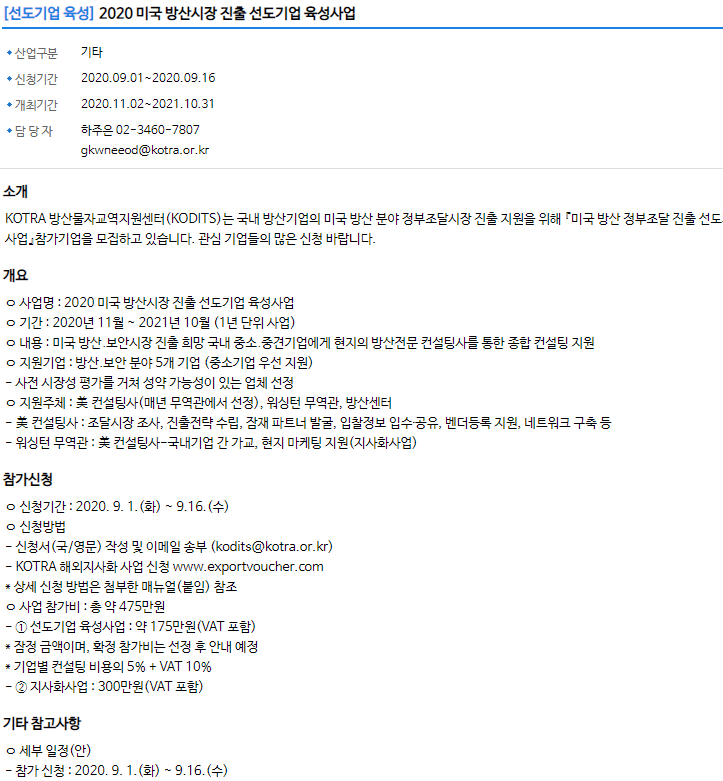 [선도기업 육성] 2020 미국 방산시장 진출 선도기업 육성사업
산업구분 기타
신청기간 2020.09.01~2020.09.16
개최기간 2020.11.02~2021.10.31
담 당 자 하주은 02-3460-7807
gkwneeod@kotra.or.kr
소개
KOTRA 방산물자교역지원센터(KODITS)는 국내 방산기업의 미국 방산 분야 정부조달시장 진출 지원을 위해 『미국 방산 정부조달 진출 선도
사업』참가기업을 모집하고 있습니다. 관심 기업들의 많은 신청 바랍니다.
개요
ㅇ 사업명 : 2020 미국 방산시장 진출 선도기업 육성사업
ㅇ 기간 : 2020년 11월 ~ 2021년 10월 (1년 단위 사업)
ㅇ 내용 : 미국 방산.보안시장 진출 희망 국내 중소.중견기업에게 현지의 방산전문 컨설팅사를 통한 종합 컨설팅 지원
ㅇ 지원기업 : 방산.보안 분야 5개 기업 (중소기업 우선 지원)
- 사전 시장성 평가를 거쳐 성약 가능성이 있는 업체 선정
ㅇ 지원주체 : 美 컨설팅사(매년 무역관에서 선정), 워싱턴 무역관, 방산센터
- 美 컨설팅사 : 조달시장 조사, 진출전략 수립, 잠재 파트너 발굴, 입찰정보 입수·공유, 벤더등록 지원, 네트워크 구축 등
- 워싱턴 무역관 : 美 컨설팅사-국내기업 간 가교, 현지 마케팅 지원(지사화사업)
참가신청
ㅇ 신청기간 : 2020. 9. 1.(화) ~ 9.16.(수)
ㅇ 신청방법
- 신청서(국/영문) 작성 및 이메일 송부 (kodits@kotra.or.kr)
- KOTRA 해외지사화 사업 신청 www.exportvoucher.com
* 상세 신청 방법은 첨부한 매뉴얼(붙임) 참조
ㅇ 사업 참가비 : 총 약 475만원
- ① 선도기업 육성사업 : 약 175만원(VAT 포함)
* 잠정 금액이며, 확정 참가비는 선정 후 안내 예정
* 기업별 컨설팅 비용의 5% + VAT 10%
- ② 지사화사업 : 300만원(VAT 포함)
기타 참고사항
ㅇ 세부 일정(안)
- 참가 신청 : 2020. 9. 1.(화) ~ 9.16.(수)